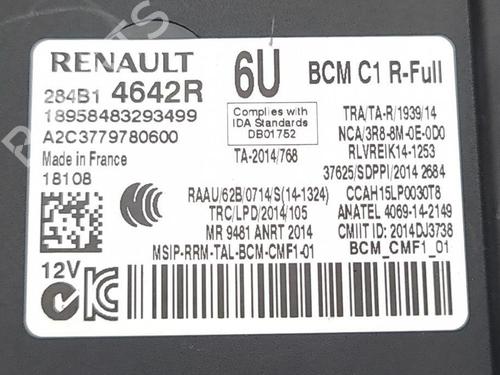 RENAULT 6U BCM C1 R-Full
284B1 4642R
18958483293499
A2C3779780600
Made in France
18108
Complies with
IDA Standards
DB01752
TA-2014/768
TRA/TA-R/1939/14
NCA/3R8-8M-0E-0D0
RLVREIK14-1253
37625/SDPPI/2014 2684
CCAH15LP0030T8
ANATEL 4069-14-2149
CMIIT ID: 2014DJ3738
BCM_CMF1_01
RAAU/62B/0714/S(14-1324)
TRC/LPD/2014/105
MR 9481 ANRT 2014
MSIP-RRM-TAL-BCM-CMF1-01
12V